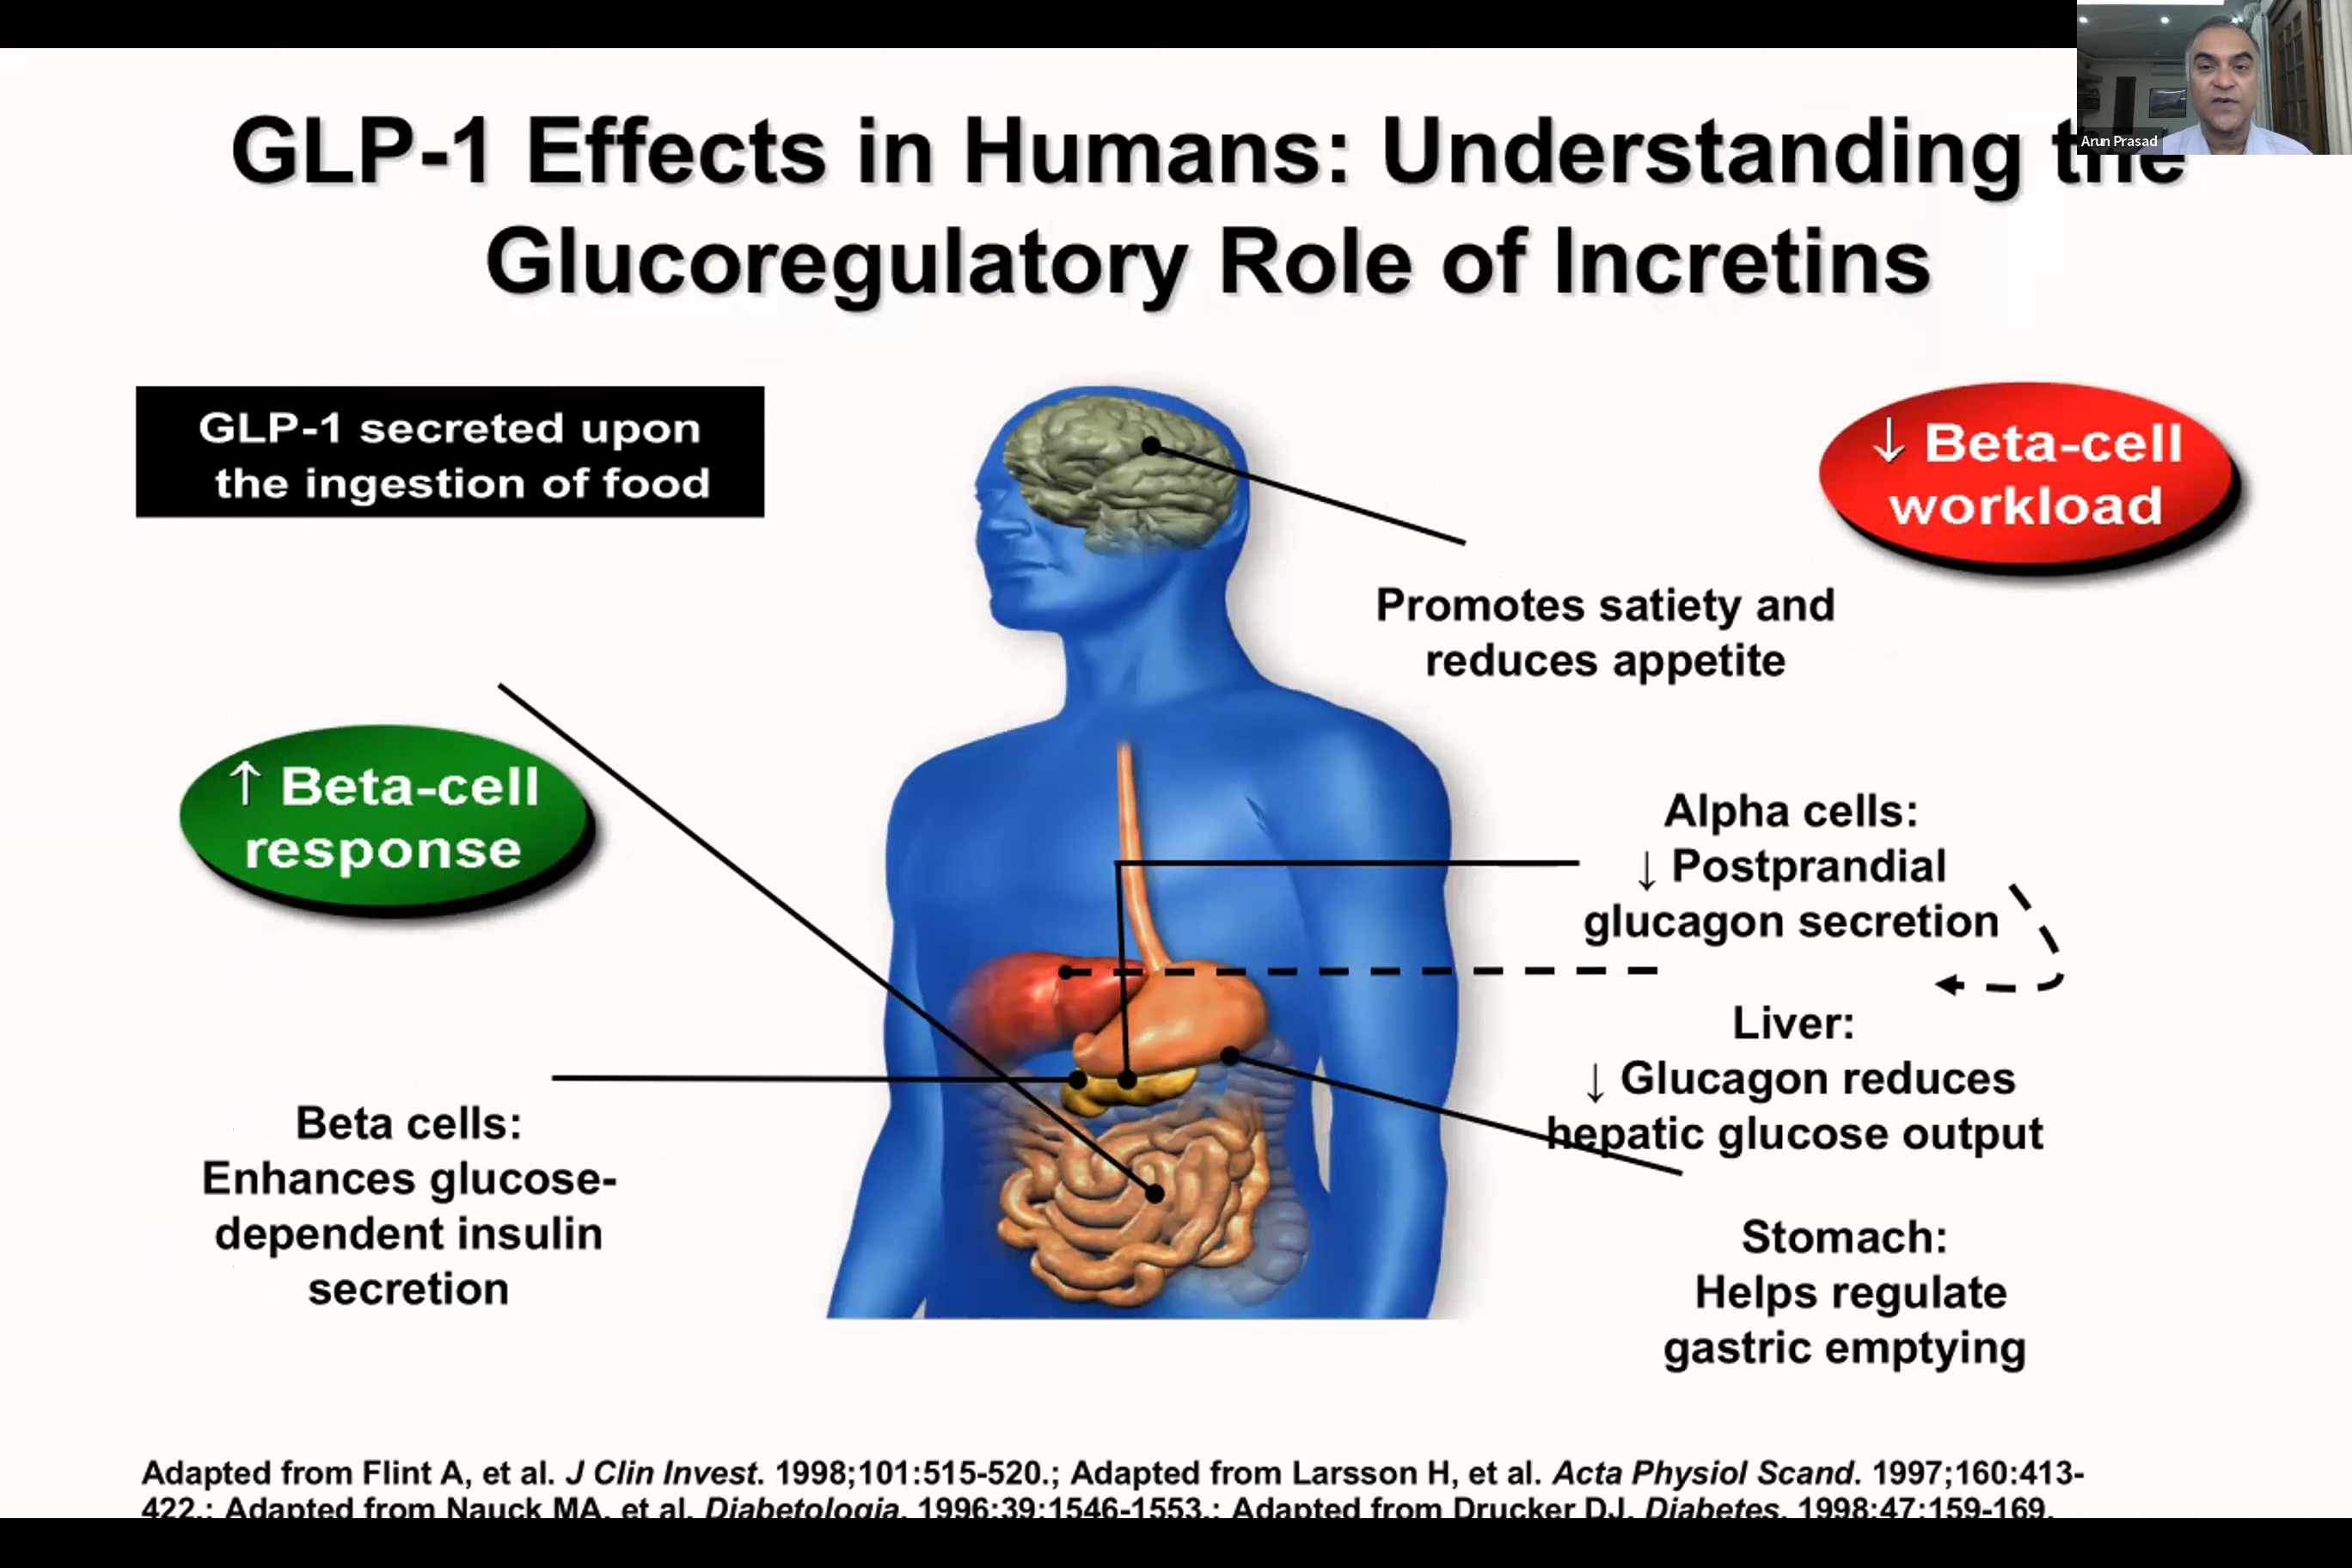 Arun Prasad
GLP-1 Effects in Humans: Understanding the
Glucoregulatory Role of Incretins
GLP-1 secreted upon
the ingestion of food
↓ Beta-cell
workload
Promotes satiety and
reduces appetite
↑ Beta-cell
response
Alpha cells:
↓ Postprandial
glucagon secretion
Liver:
↓ Glucagon reduces
hepatic glucose output
Beta cells:
Enhances glucose-
dependent insulin
secretion
Stomach:
Helps regulate
gastric emptying
Adapted from Flint A, et al. J Clin Invest. 1998;101:515-520.; Adapted from Larsson H, et al. Acta Physiol Scand. 1997;160:413-
422.; Adapted from Nauck MA, et al. Diabetologia. 1996;39:1546-1553.; Adapted from Drucker DJ. Diabetes. 1998;47:159-169.